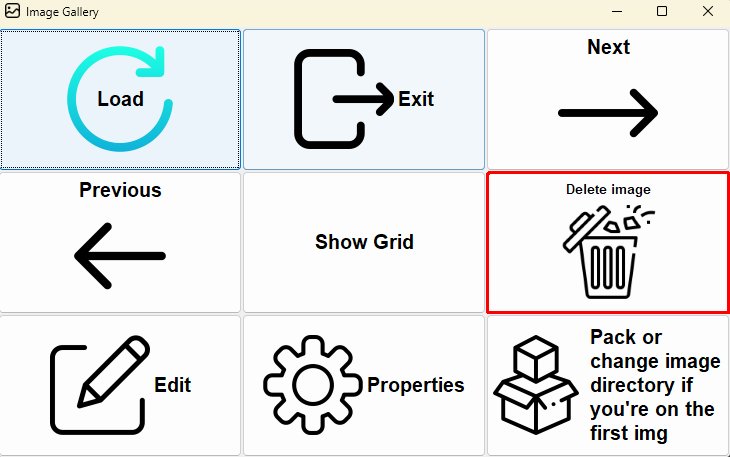 Image Gallery
Load
Exit
Next
Previous
Show Grid
Delete image
Edit
Properties
Pack or
change image
directory if
you're on the
first img